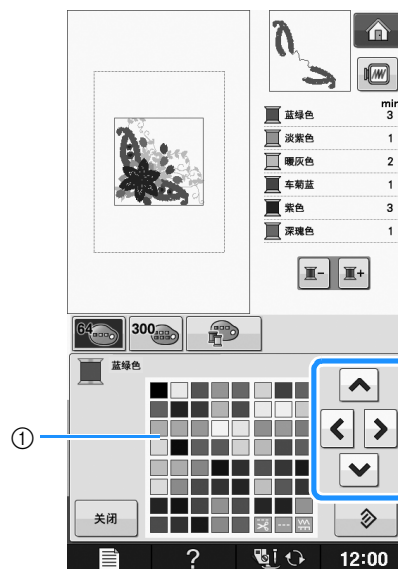 min
蓝绿色 3
淡紫色 1
暖灰色 2
车菊蓝 1
紫色 3
深瑰色 1
64 300
蓝绿色
①
关闭
? 12:00